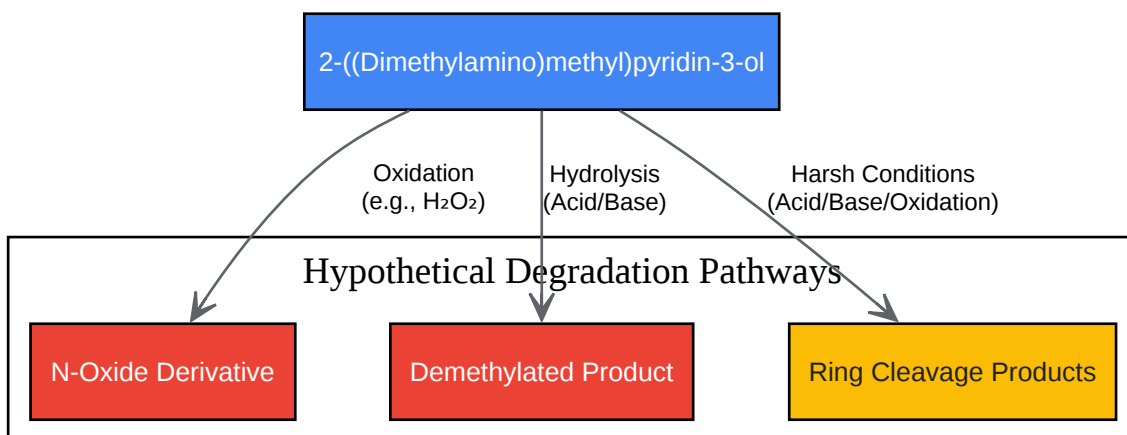 2-((Dimethylamino)methyl)pyridin-3-ol
Oxidation
(e.g., H₂O₂)
Hydrolysis
(Acid/Base)
Harsh Conditions
(Acid/Base/Oxidation)
Hypothetical Degradation Pathways
N-Oxide Derivative
Demethylated Product
Ring Cleavage Products